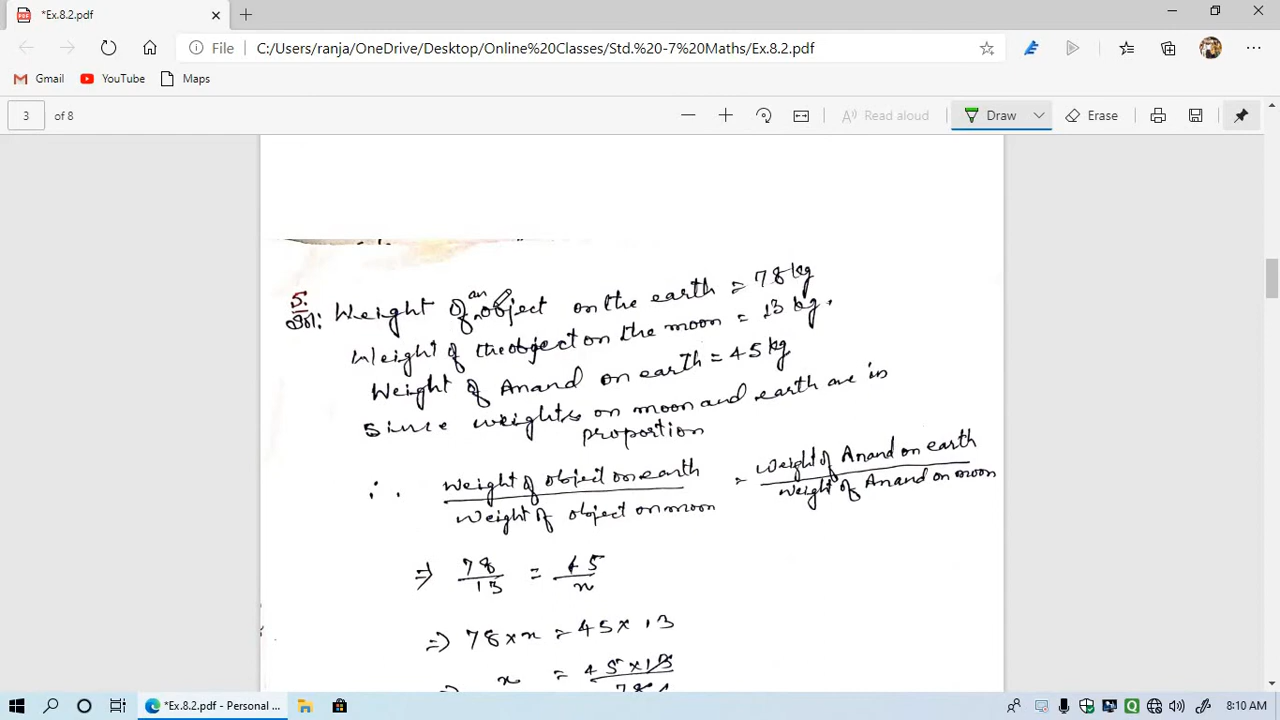 *Ex.8.2.pdf
File C:/Users/ranja/OneDrive/Desktop/Online%20Classes/Std.%20-7%20Maths/Ex.8.2.pdf
Gmail YouTube Maps
3 of 8 Read aloud Draw Erase
5.
Sol: Weight of an object on the earth = 78 kg
Weight of the object on the moon = 13 kg.
Weight of Anand on earth = 45 kg
Since weights on moon and earth are in
proportion
∴ Weight of object on earth / Weight of object on moon = Weight of Anand on earth / Weight of Anand on moon
⇒ 78/13 = 45/x
⇒ 78 × x = 45 × 13
x = 45 × 13
*Ex.8.2.pdf - Personal ...
8:10 AM